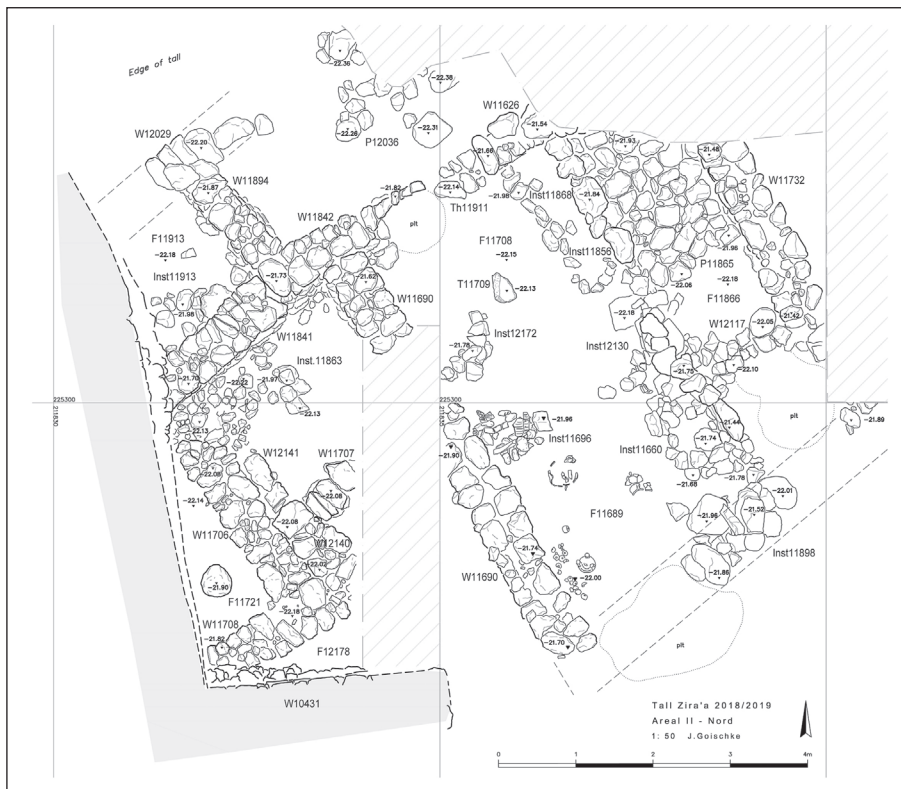 Edge of tall
-22.36
-22.38
W12029
-22.20
-22.26
P12036
-22.31
W11626
-21.54
-21.93
-21.48
-21.66
W11894
-21.87
-21.82
-22.14
-21.98
Inst11868
-21.84
W11732
W11842
Th11911
plt
F11913
-22.18
F11708
-22.15
Inst11856
-21.96
P11865
-22.06
-22.18
Inst11913
-21.73
-21.62
T11709
-22.13
F11866
-21.98
W11690
-22.18
W12117
-22.05
-21.42
W11841
Inst12172
Inst12130
-21.78
Inst.11863
-22.10
-21.70
-22.22
-21.97
-21.75
225300
-22.13
225300
211830
211835
-21.96
plt
-21.89
-22.13
-21.44
Inst11696
Inst11660
-21.74
W12141
W11707
-21.90
-22.08
-21.68
-21.78
-22.08
-22.01
-22.14
F11689
-21.96
-21.52
W11706
-22.08
W12140
-21.74
Inst11898
-22.02
-21.90
W11690
-22.00
-21.86
F11721
-22.18
W11708
-21.82
-21.70
plt
F12178
W10431
Tall Zira'a 2018/2019
Areal II - Nord
1: 50 J.Goischke
0 1 2 3 4m